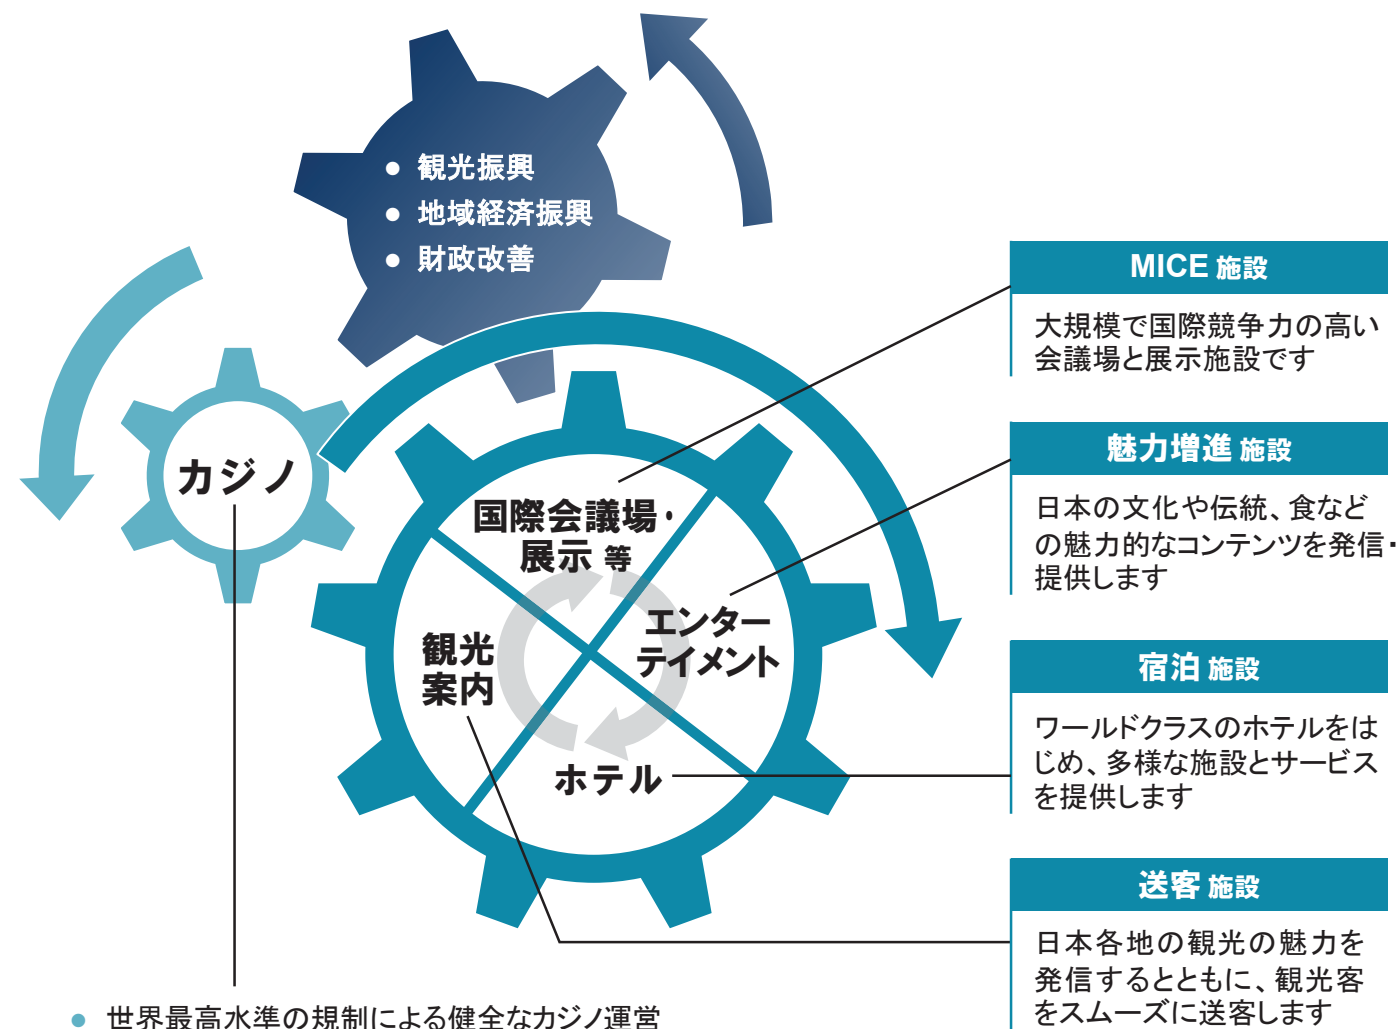 ● 観光振興
● 地域経済振興
● 財政改善
カジノ
国際会議場・
展示 等
エンター
テイメント
観光
案内
ホテル
MICE 施設
大規模で国際競争力の高い
会議場と展示施設です
魅力増進 施設
日本の文化や伝統、食など
の魅力的なコンテンツを発信・
提供します
宿泊 施設
ワールドクラスのホテルをは
じめ、多様な施設とサービス
を提供します
送客 施設
日本各地の観光の魅力を
発信するとともに、観光客
をスムーズに送客します
● 世界最高水準の規制による健全なカジノ運営